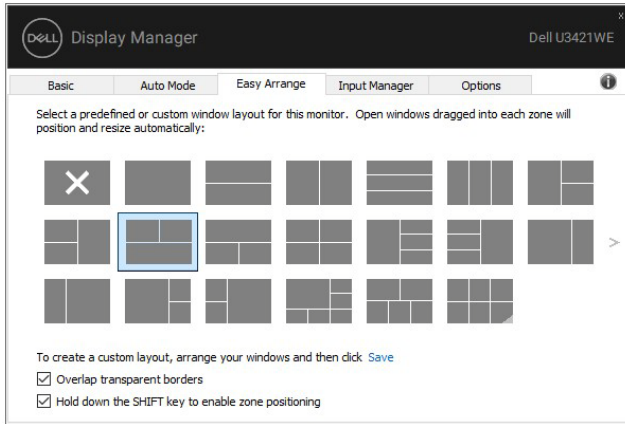 x
DELL Display Manager Dell U3421WE
Basic Auto Mode Easy Arrange Input Manager Options i
Select a predefined or custom window layout for this monitor. Open windows dragged into each zone will
position and resize automatically:
>
To create a custom layout, arrange your windows and then click Save
Overlap transparent borders
Hold down the SHIFT key to enable zone positioning